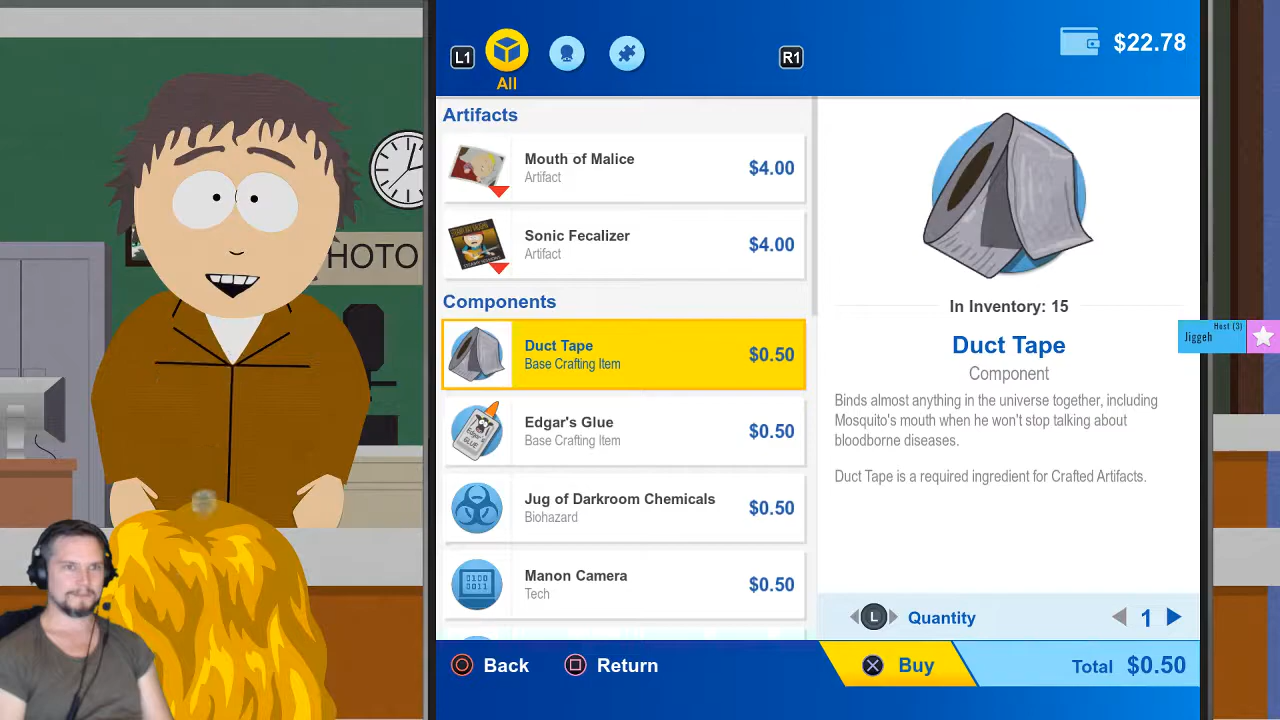 L1
R1
All
$22.78
Artifacts
Mouth of Malice
Artifact
$4.00
Sonic Fecalizer
Artifact
$4.00
Components
Duct Tape
Base Crafting Item
$0.50
Edgar's Glue
Base Crafting Item
$0.50
Jug of Darkroom Chemicals
Biohazard
$0.50
Manon Camera
Tech
$0.50
In Inventory: 15
Duct Tape
Component
Binds almost anything in the universe together, including
Mosquito's mouth when he won't stop talking about
bloodborne diseases.
Duct Tape is a required ingredient for Crafted Artifacts.
L Quantity
1
Back
Return
Buy
Total $0.50
HOTO
Host (3)
Jiggeh